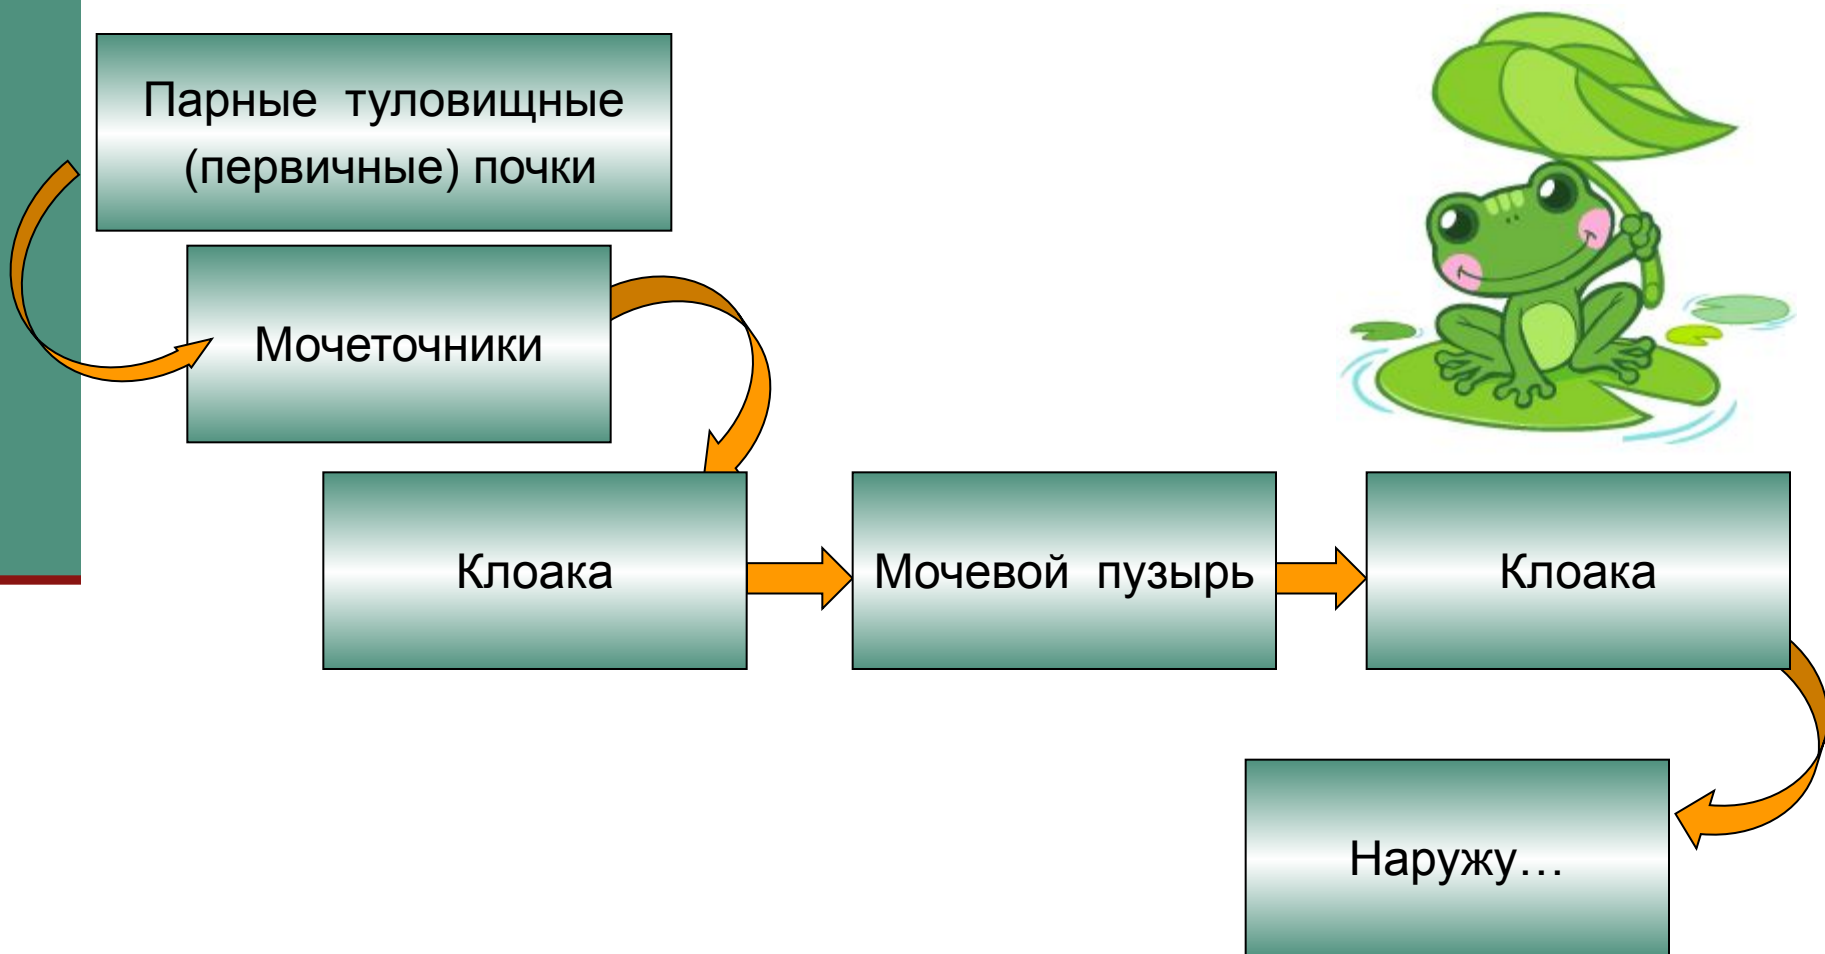 Парные туловищные
(первичные) почки
Мочеточники
Клоака
Мочевой пузырь
Клоака
Наружу…